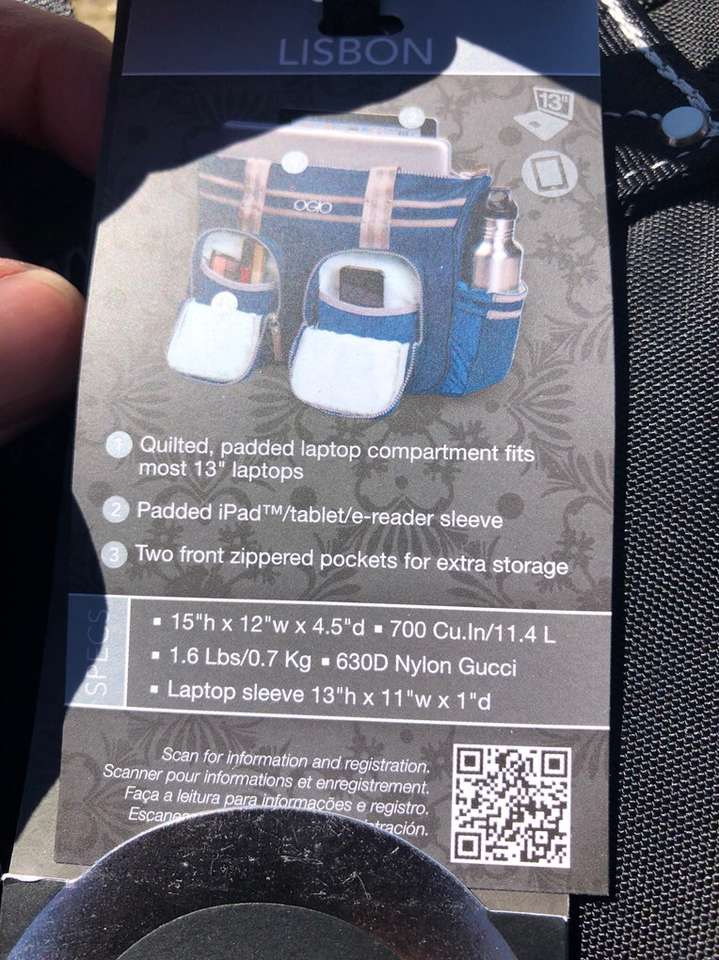 LISBON
13"
OGIO
1 Quilted, padded laptop compartment fits
most 13" laptops
2 Padded iPad™/tablet/e-reader sleeve
3 Two front zippered pockets for extra storage
SPECS
▪ 15"h x 12"w x 4.5"d ▪ 700 Cu.In/11.4 L
▪ 1.6 Lbs/0.7 Kg ▪ 630D Nylon Gucci
▪ Laptop sleeve 13"h x 11"w x 1"d
Scan for information and registration.
Scanner pour informations et enregistrement.
Faça a leitura para informações e registro.